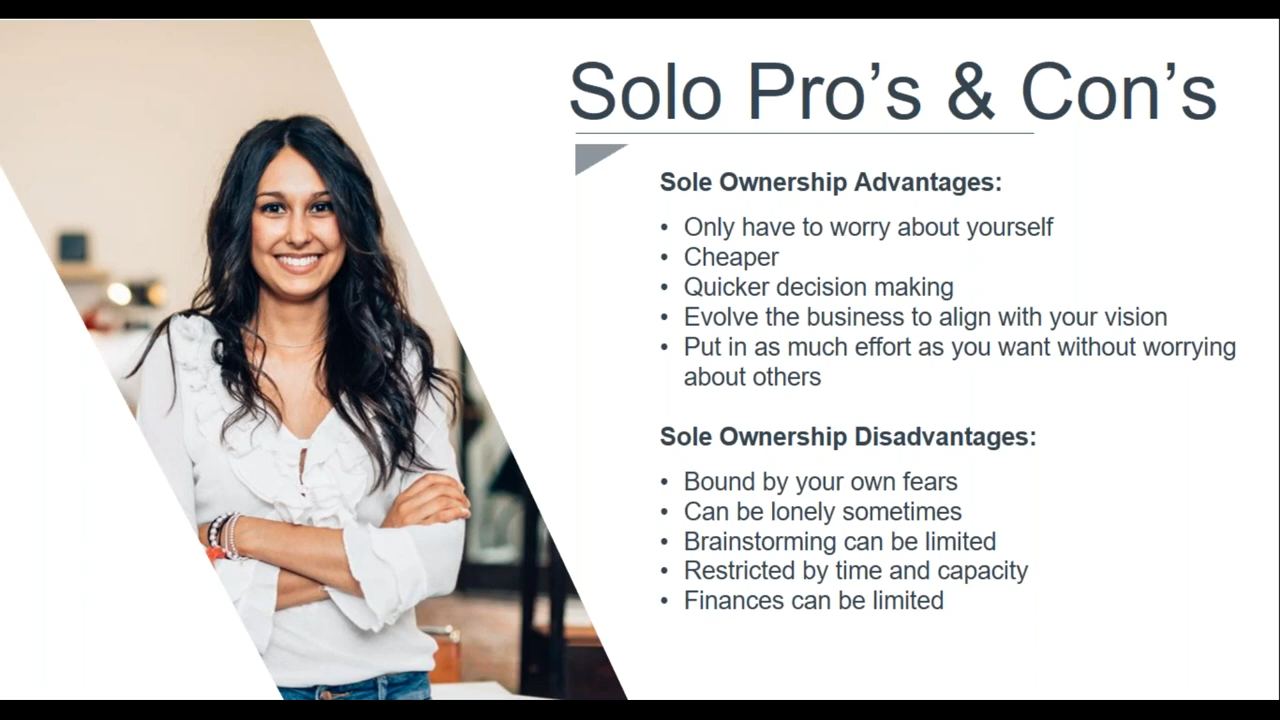 Solo Pro’s & Con’s
Sole Ownership Advantages:
• Only have to worry about yourself
• Cheaper
• Quicker decision making
• Evolve the business to align with your vision
• Put in as much effort as you want without worrying
about others
Sole Ownership Disadvantages:
• Bound by your own fears
• Can be lonely sometimes
• Brainstorming can be limited
• Restricted by time and capacity
• Finances can be limited